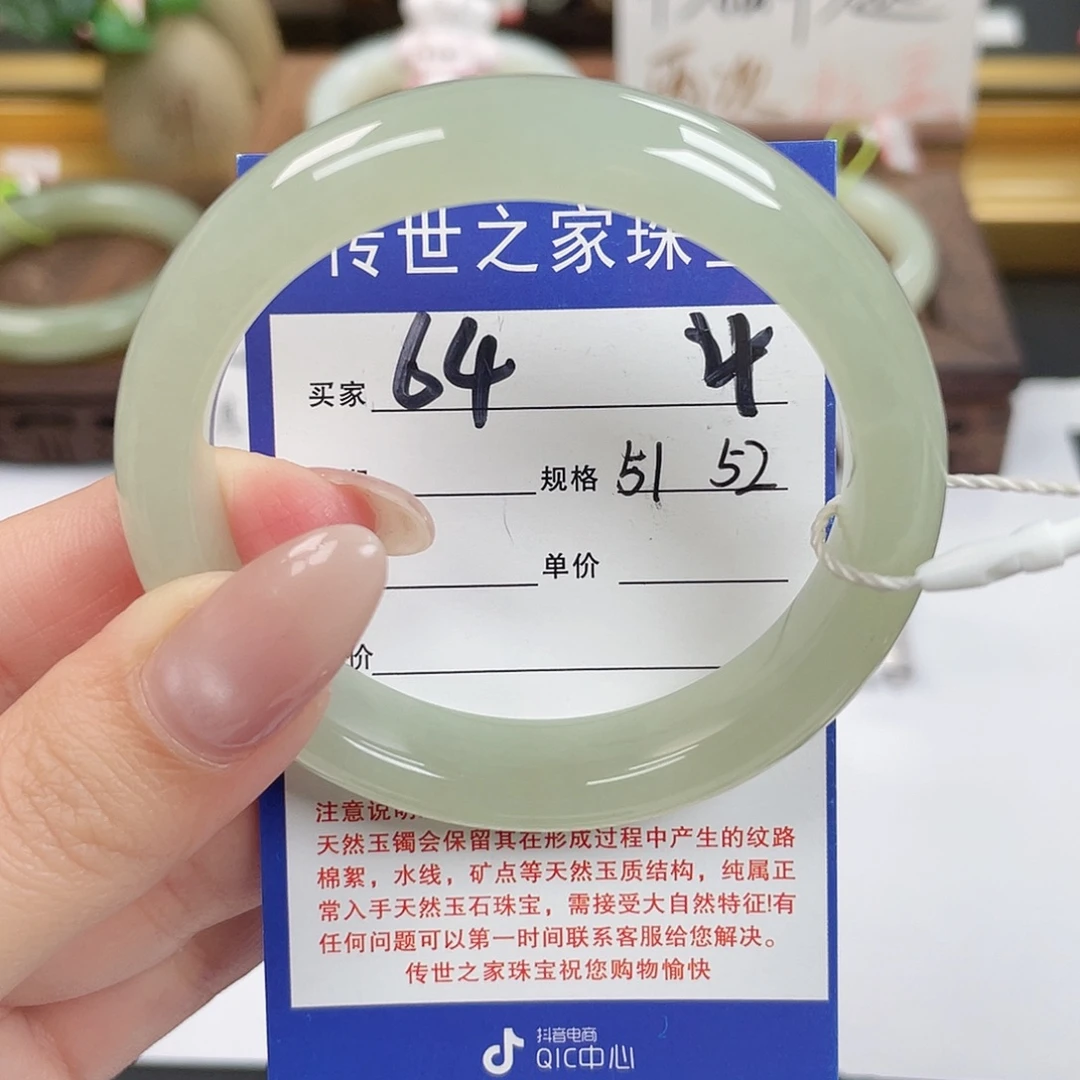 传世之家珠
买家 64
规格 51 52
单价
价
注意说明
天然玉镯会保留其在形成过程中产生的纹路
棉絮，水线，矿点等天然玉质结构，纯属正
常入手天然玉石珠宝，需接受大自然特征!有
任何问题可以第一时间联系客服给您解决。
传世之家珠宝祝您购物愉快
抖音电商
QIC中心